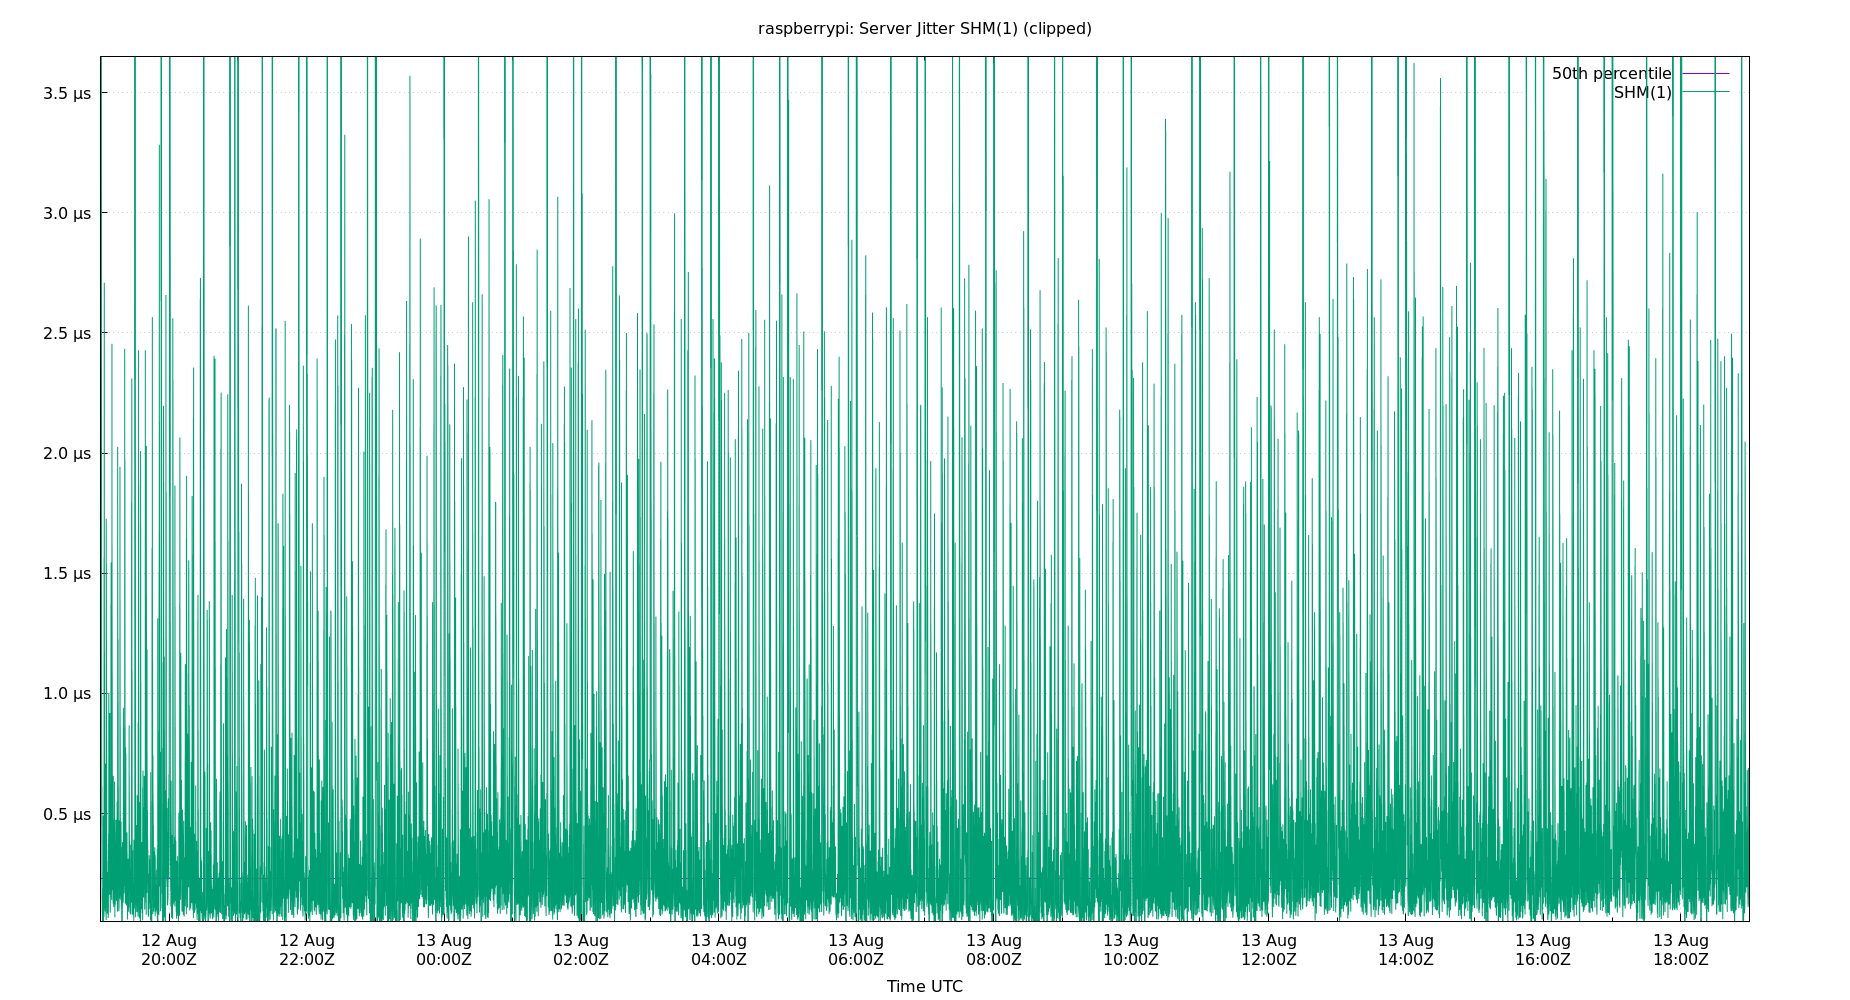 raspberrypi: Server Jitter SHM(1) (clipped)
50th percentile
SHM(1)
3.5 µs
3.0 µs
2.5 µs
2.0 µs
1.5 µs
1.0 µs
0.5 µs
12 Aug 12 Aug 13 Aug 13 Aug 13 Aug 13 Aug 13 Aug 13 Aug 13 Aug 13 Aug 13 Aug 13 Aug
20:00Z 22:00Z 00:00Z 02:00Z 04:00Z 06:00Z 08:00Z 10:00Z 12:00Z 14:00Z 16:00Z 18:00Z
Time UTC